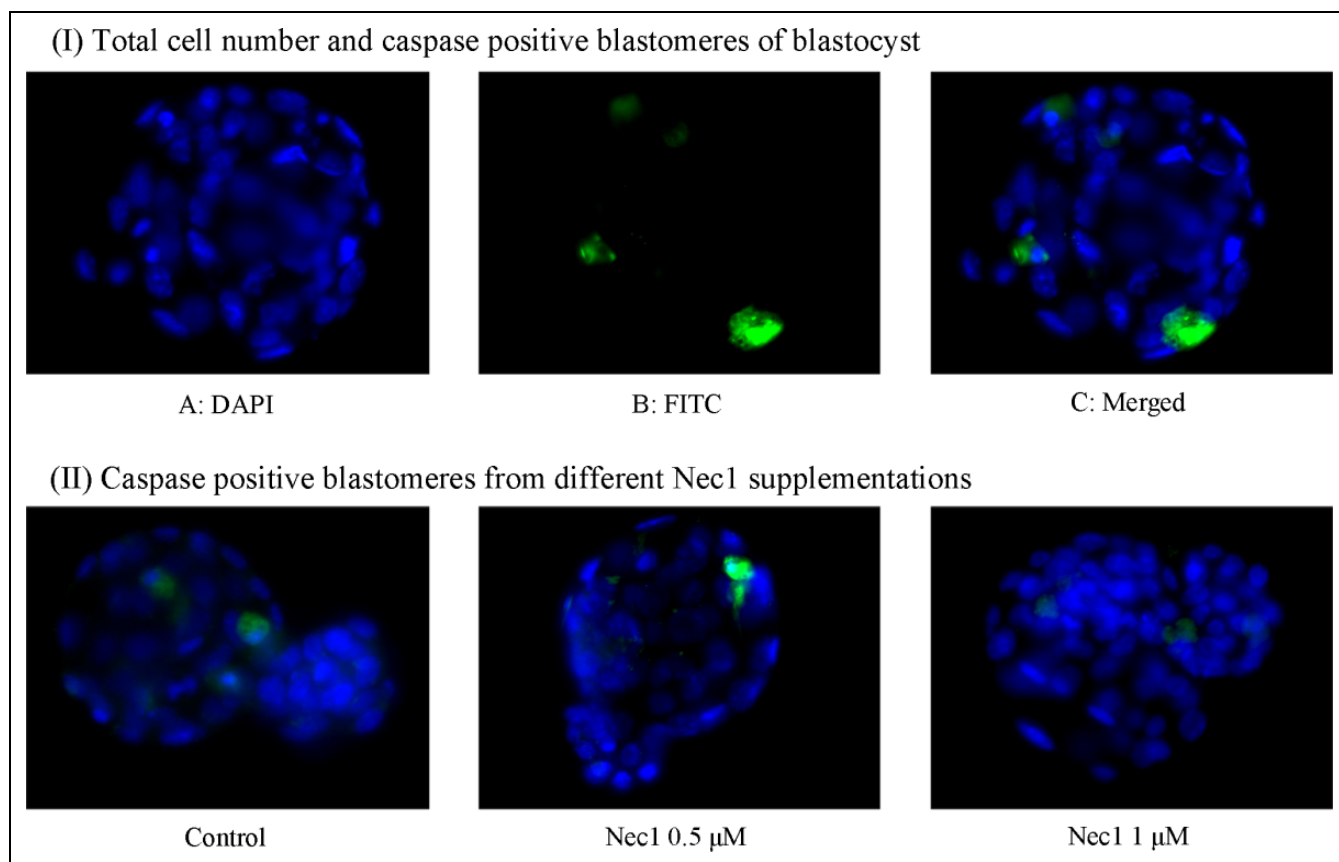 (I) Total cell number and caspase positive blastomeres of blastocyst
A: DAPI
B: FITC
C: Merged
(II) Caspase positive blastomeres from different Nec1 supplementations
Control
Nec1 0.5 μM
Nec1 1 μM